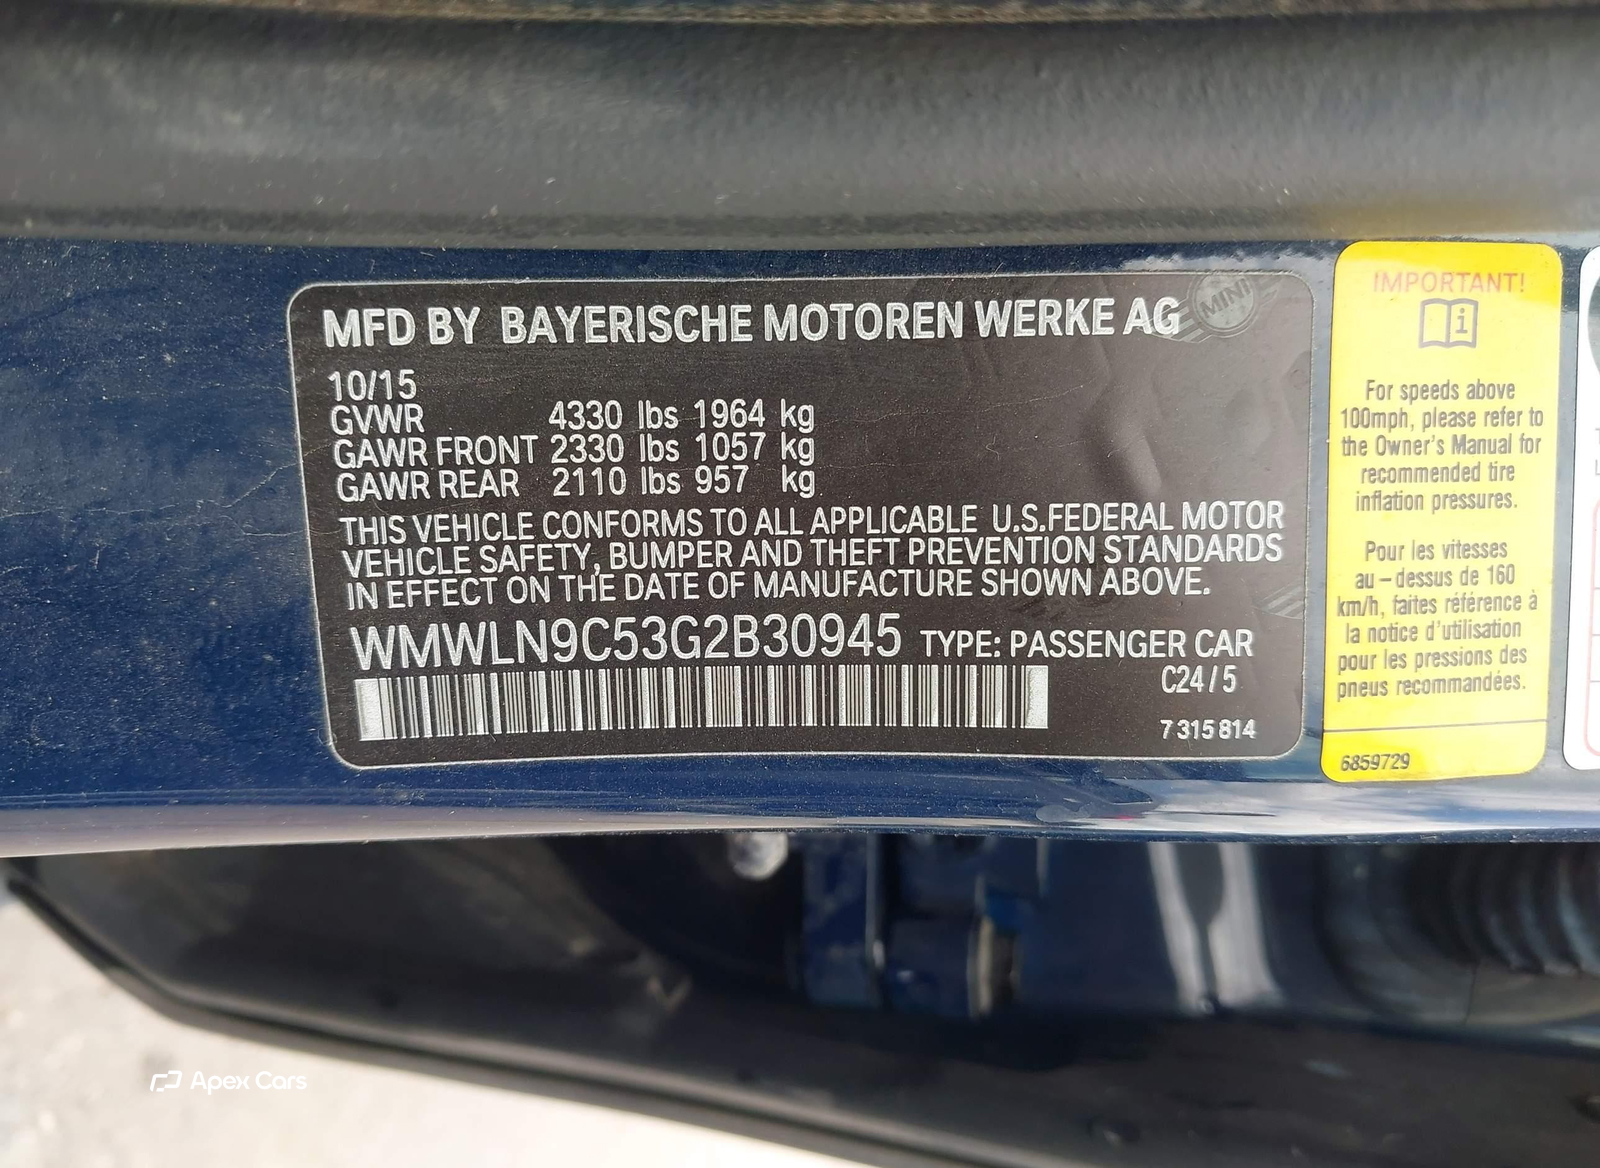 MFD BY BAYERISCHE MOTOREN WERKE AG
MINI
10/15
GVWR 4330 lbs 1964 kg
GAWR FRONT 2330 lbs 1057 kg
GAWR REAR 2110 lbs 957 kg
THIS VEHICLE CONFORMS TO ALL APPLICABLE U.S.FEDERAL MOTOR
VEHICLE SAFETY, BUMPER AND THEFT PREVENTION STANDARDS
IN EFFECT ON THE DATE OF MANUFACTURE SHOWN ABOVE.
WMWLN9C53G2B30945 TYPE: PASSENGER CAR
C24/5
7 315 814
IMPORTANT!
For speeds above
100mph, please refer to
the Owner's Manual for
recommended tire
inflation pressures.
Pour les vitesses
au-dessus de 160
km/h, faites référence à
la notice d'utilisation
pour les pressions des
pneus recommandées.
6859729
Apex Cars